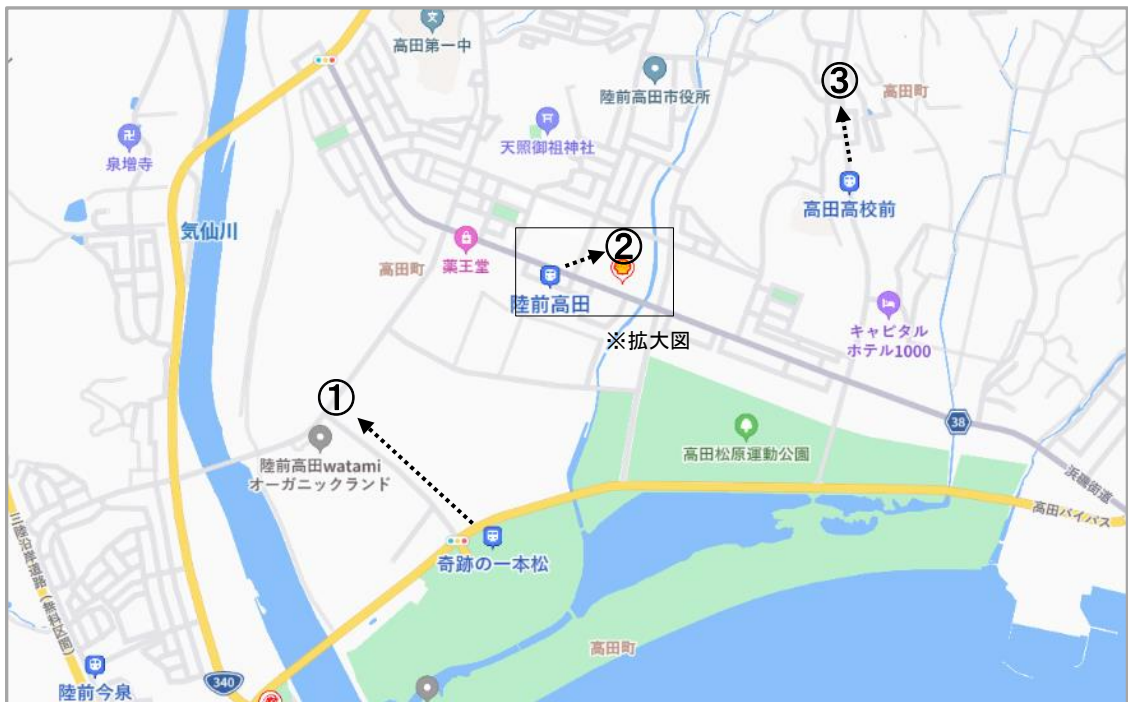 高田第一中
③
陸前高田市役所
高田町
天照御祖神社
泉増寺
高田高校前
気仙川
②
高田町
薬王堂
陸前高田
※拡大図
キャピタル
ホテル1000
①
38
高田松原運動公園
陸前高田watami
オーガニックランド
浜磯街道
高田バイパス
三陸沿岸道路(無料区間)
奇跡の一本松
高田町
340
陸前今泉